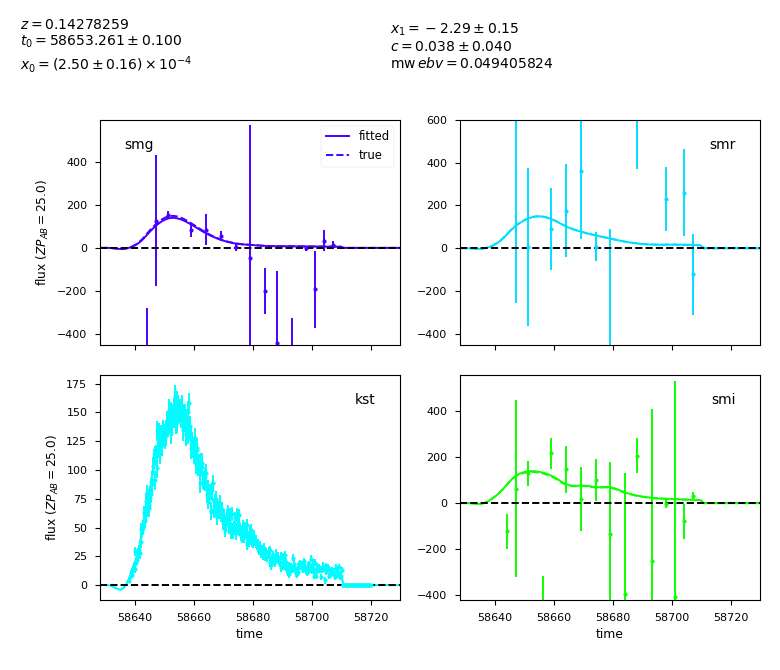 z = 0.14278259
t₀ = 58653.261 ± 0.100
x₀ = (2.50 ± 0.16) × 10⁻⁴
x₁ = −2.29 ± 0.15
c = 0.038 ± 0.040
mw ebv = 0.049405824
smg
fitted
true
400
200
0
−200
−400
flux (ZP_AB = 25.0)
smr
600
400
200
0
−200
−400
kst
175
150
125
100
75
50
25
0
flux (ZP_AB = 25.0)
58640 58660 58680 58700 58720
time
smi
400
200
0
−200
−400
58640 58660 58680 58700 58720
time